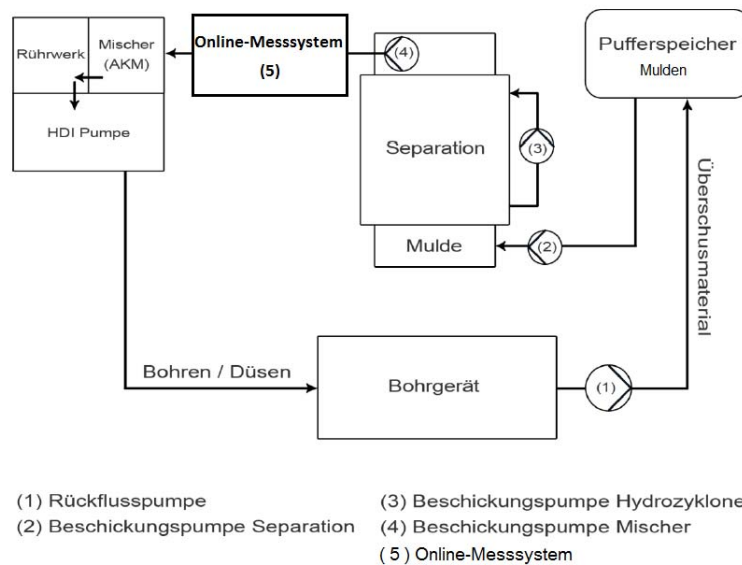 Rührwerk
Mischer
(AKM)
HDI Pumpe
Online-Messsystem
(5)
(4)
Separation
(3)
Mulde
(2)
Pufferspeicher
Mulden
Überschusmaterial
Bohren / Düsen
Bohrgerät
(1)
(1) Rückflusspumpe
(2) Beschickungspumpe Separation
(3) Beschickungspumpe Hydrozyklone
(4) Beschickungspumpe Mischer
( 5 ) Online-Messsystem